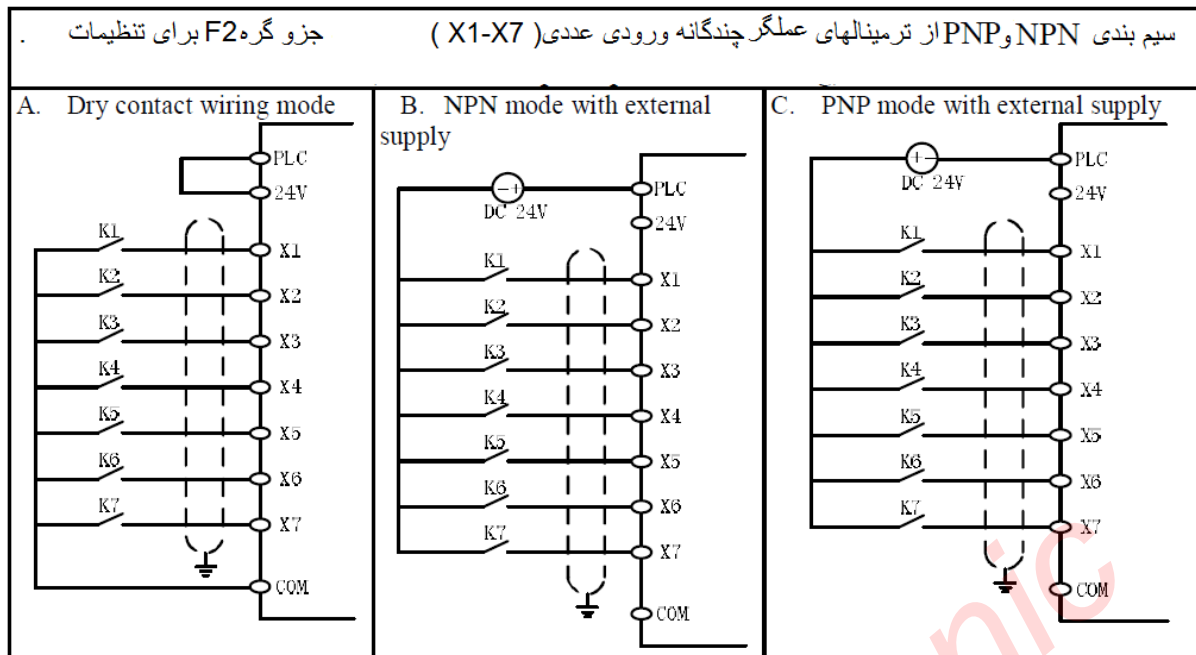 سیم بندی NPN وPNP از ترمینالهای عملگر چندگانه ورودی عددی( X1-X7 ) جزو گره F2 برای تنظیمات .
A. Dry contact wiring mode
PLC
24V
K1
X1
K2
X2
K3
X3
K4
X4
K5
X5
K6
X6
K7
X7
COM
B. NPN mode with external
supply
-+
DC 24V
PLC
24V
K1
X1
K2
X2
K3
X3
K4
X4
K5
X5
K6
X6
K7
X7
COM
C. PNP mode with external supply
+-
DC 24V
PLC
24V
K1
X1
K2
X2
K3
X3
K4
X4
K5
X5
K6
X6
K7
X7
COM
nic